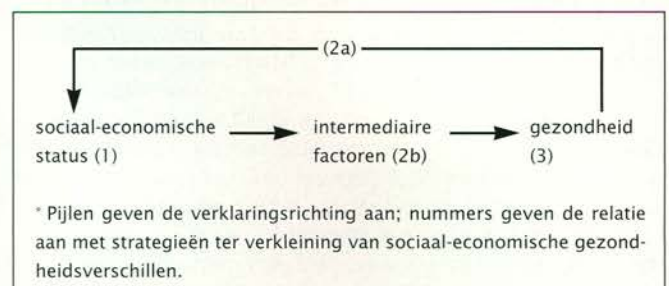 (2a)
sociaal-economische
status (1)
intermediaire
factoren (2b)
gezondheid
(3)
* Pijlen geven de verklaringsrichting aan; nummers geven de relatie
aan met strategieën ter verkleining van sociaal-economische gezond-
heidsverschillen.